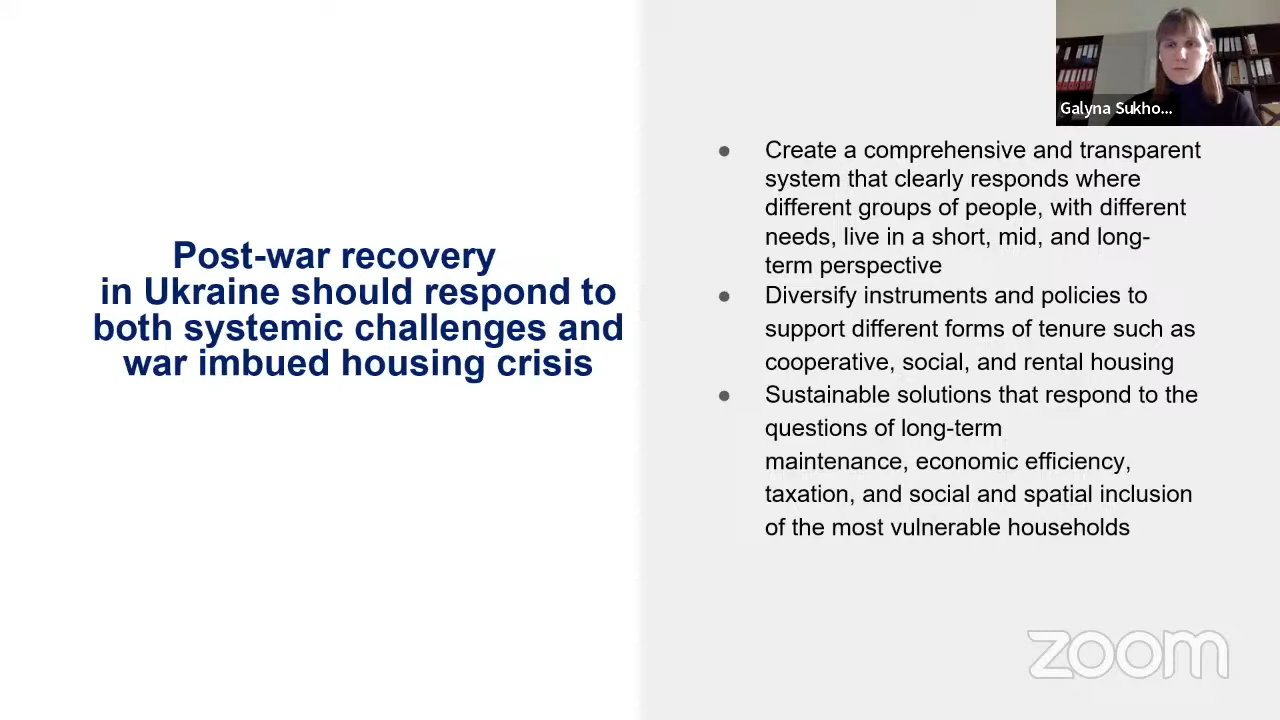 Galyna Sukho...
Post-war recovery
in Ukraine should respond to
both systemic challenges and
war imbued housing crisis
● Create a comprehensive and transparent
system that clearly responds where
different groups of people, with different
needs, live in a short, mid, and long-
term perspective
● Diversify instruments and policies to
support different forms of tenure such as
cooperative, social, and rental housing
● Sustainable solutions that respond to the
questions of long-term
maintenance, economic efficiency,
taxation, and social and spatial inclusion
of the most vulnerable households
zoom